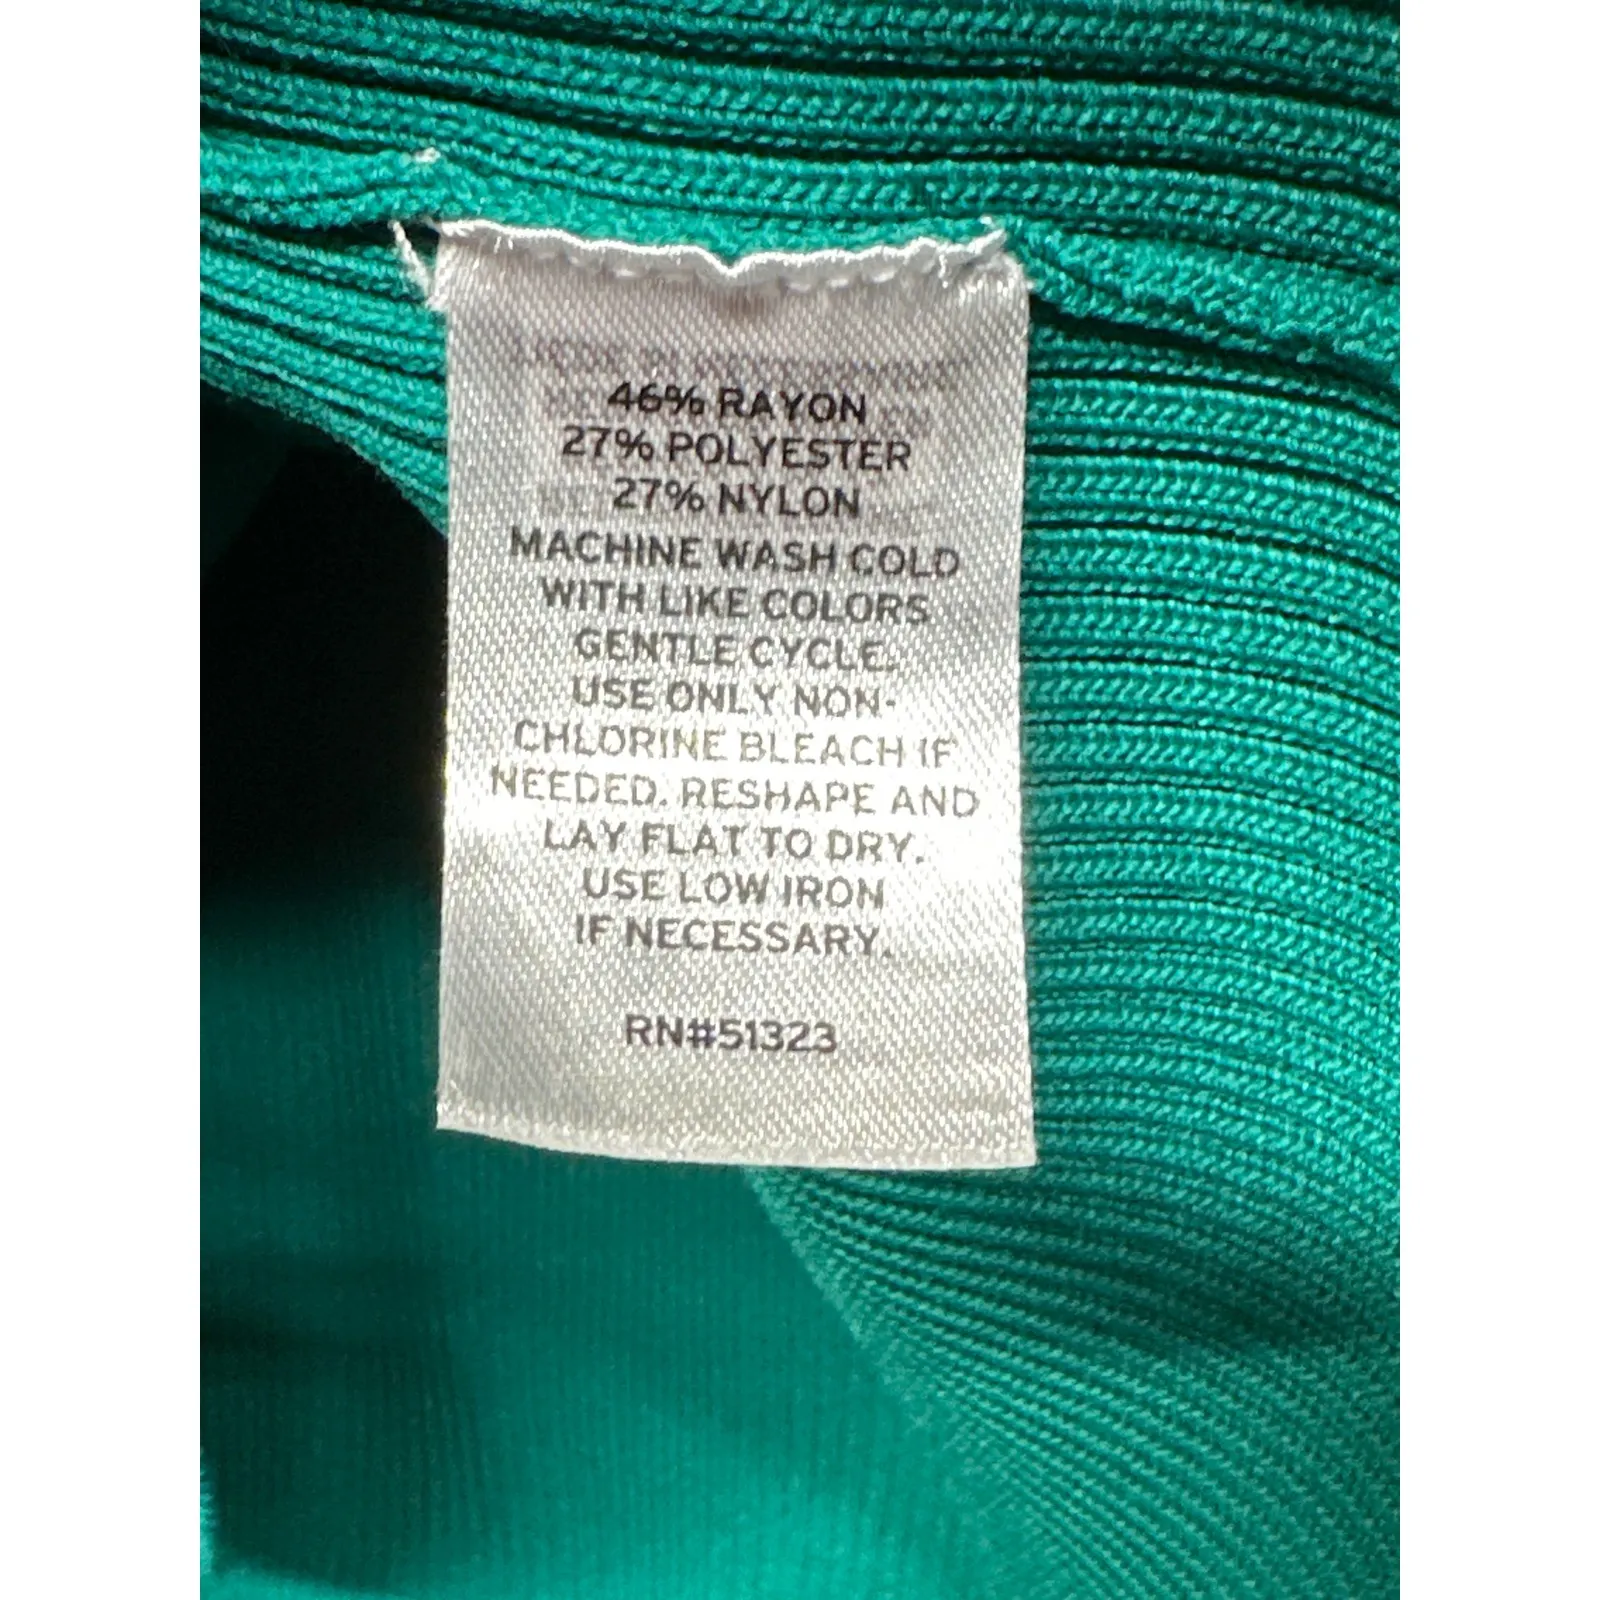 46% RAYON
27% POLYESTER
27% NYLON
MACHINE WASH COLD
WITH LIKE COLORS
GENTLE CYCLE.
USE ONLY NON-
CHLORINE BLEACH IF
NEEDED. RESHAPE AND
LAY FLAT TO DRY.
USE LOW IRON
IF NECESSARY.
RN#51323